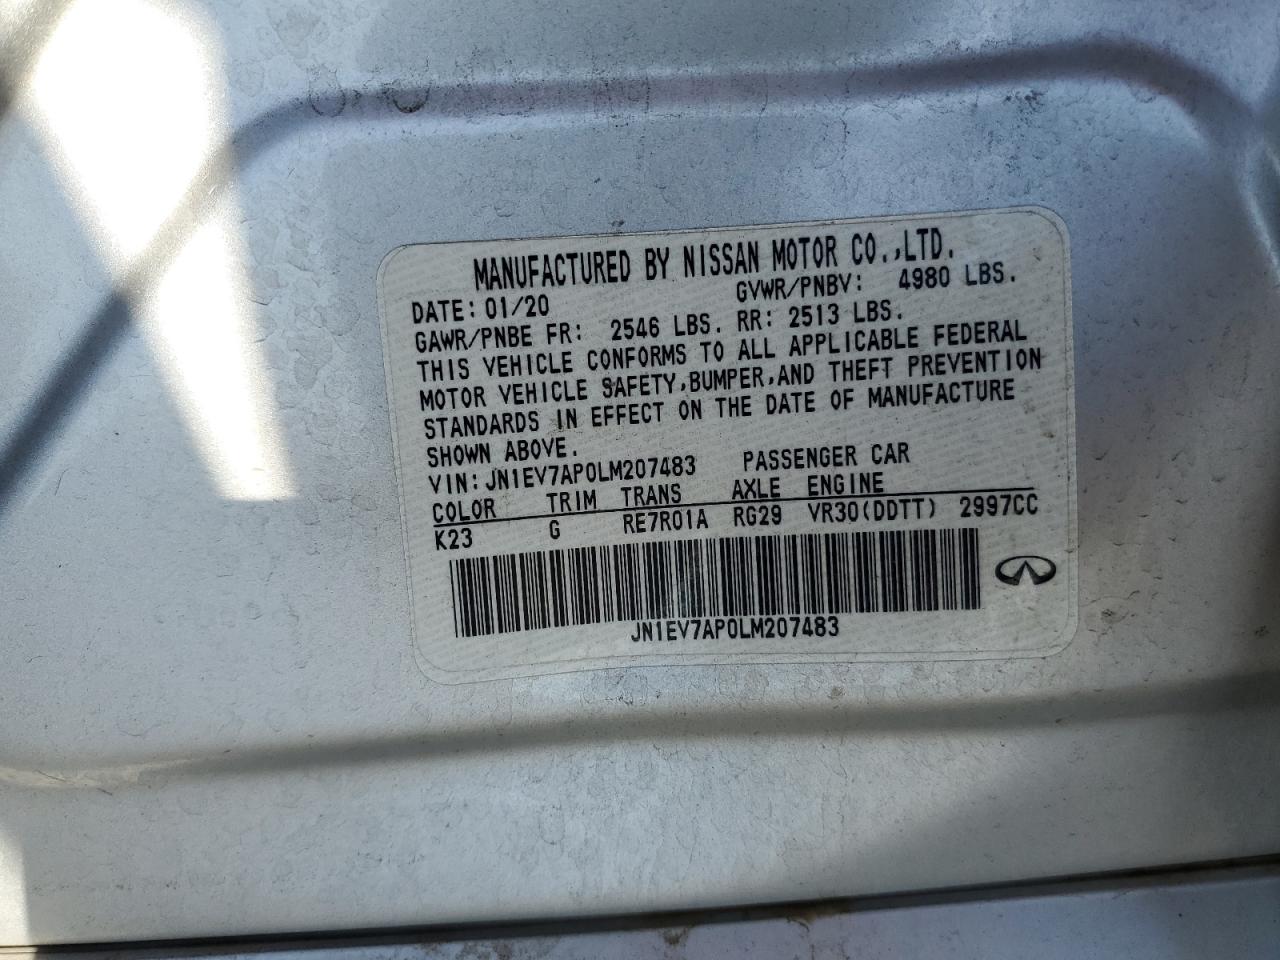 MANUFACTURED BY NISSAN MOTOR CO.,LTD.
DATE: 01/20 GVWR/PNBV: 4980 LBS.
GAWR/PNBE FR: 2546 LBS. RR: 2513 LBS.
THIS VEHICLE CONFORMS TO ALL APPLICABLE FEDERAL
MOTOR VEHICLE SAFETY,BUMPER,AND THEFT PREVENTION
STANDARDS IN EFFECT ON THE DATE OF MANUFACTURE
SHOWN ABOVE.
VIN: JN1EV7AP0LM207483 PASSENGER CAR
COLOR TRIM TRANS AXLE ENGINE
K23 G RE7R01A RG29 VR30(DDTT) 2997CC
JN1EV7AP0LM207483